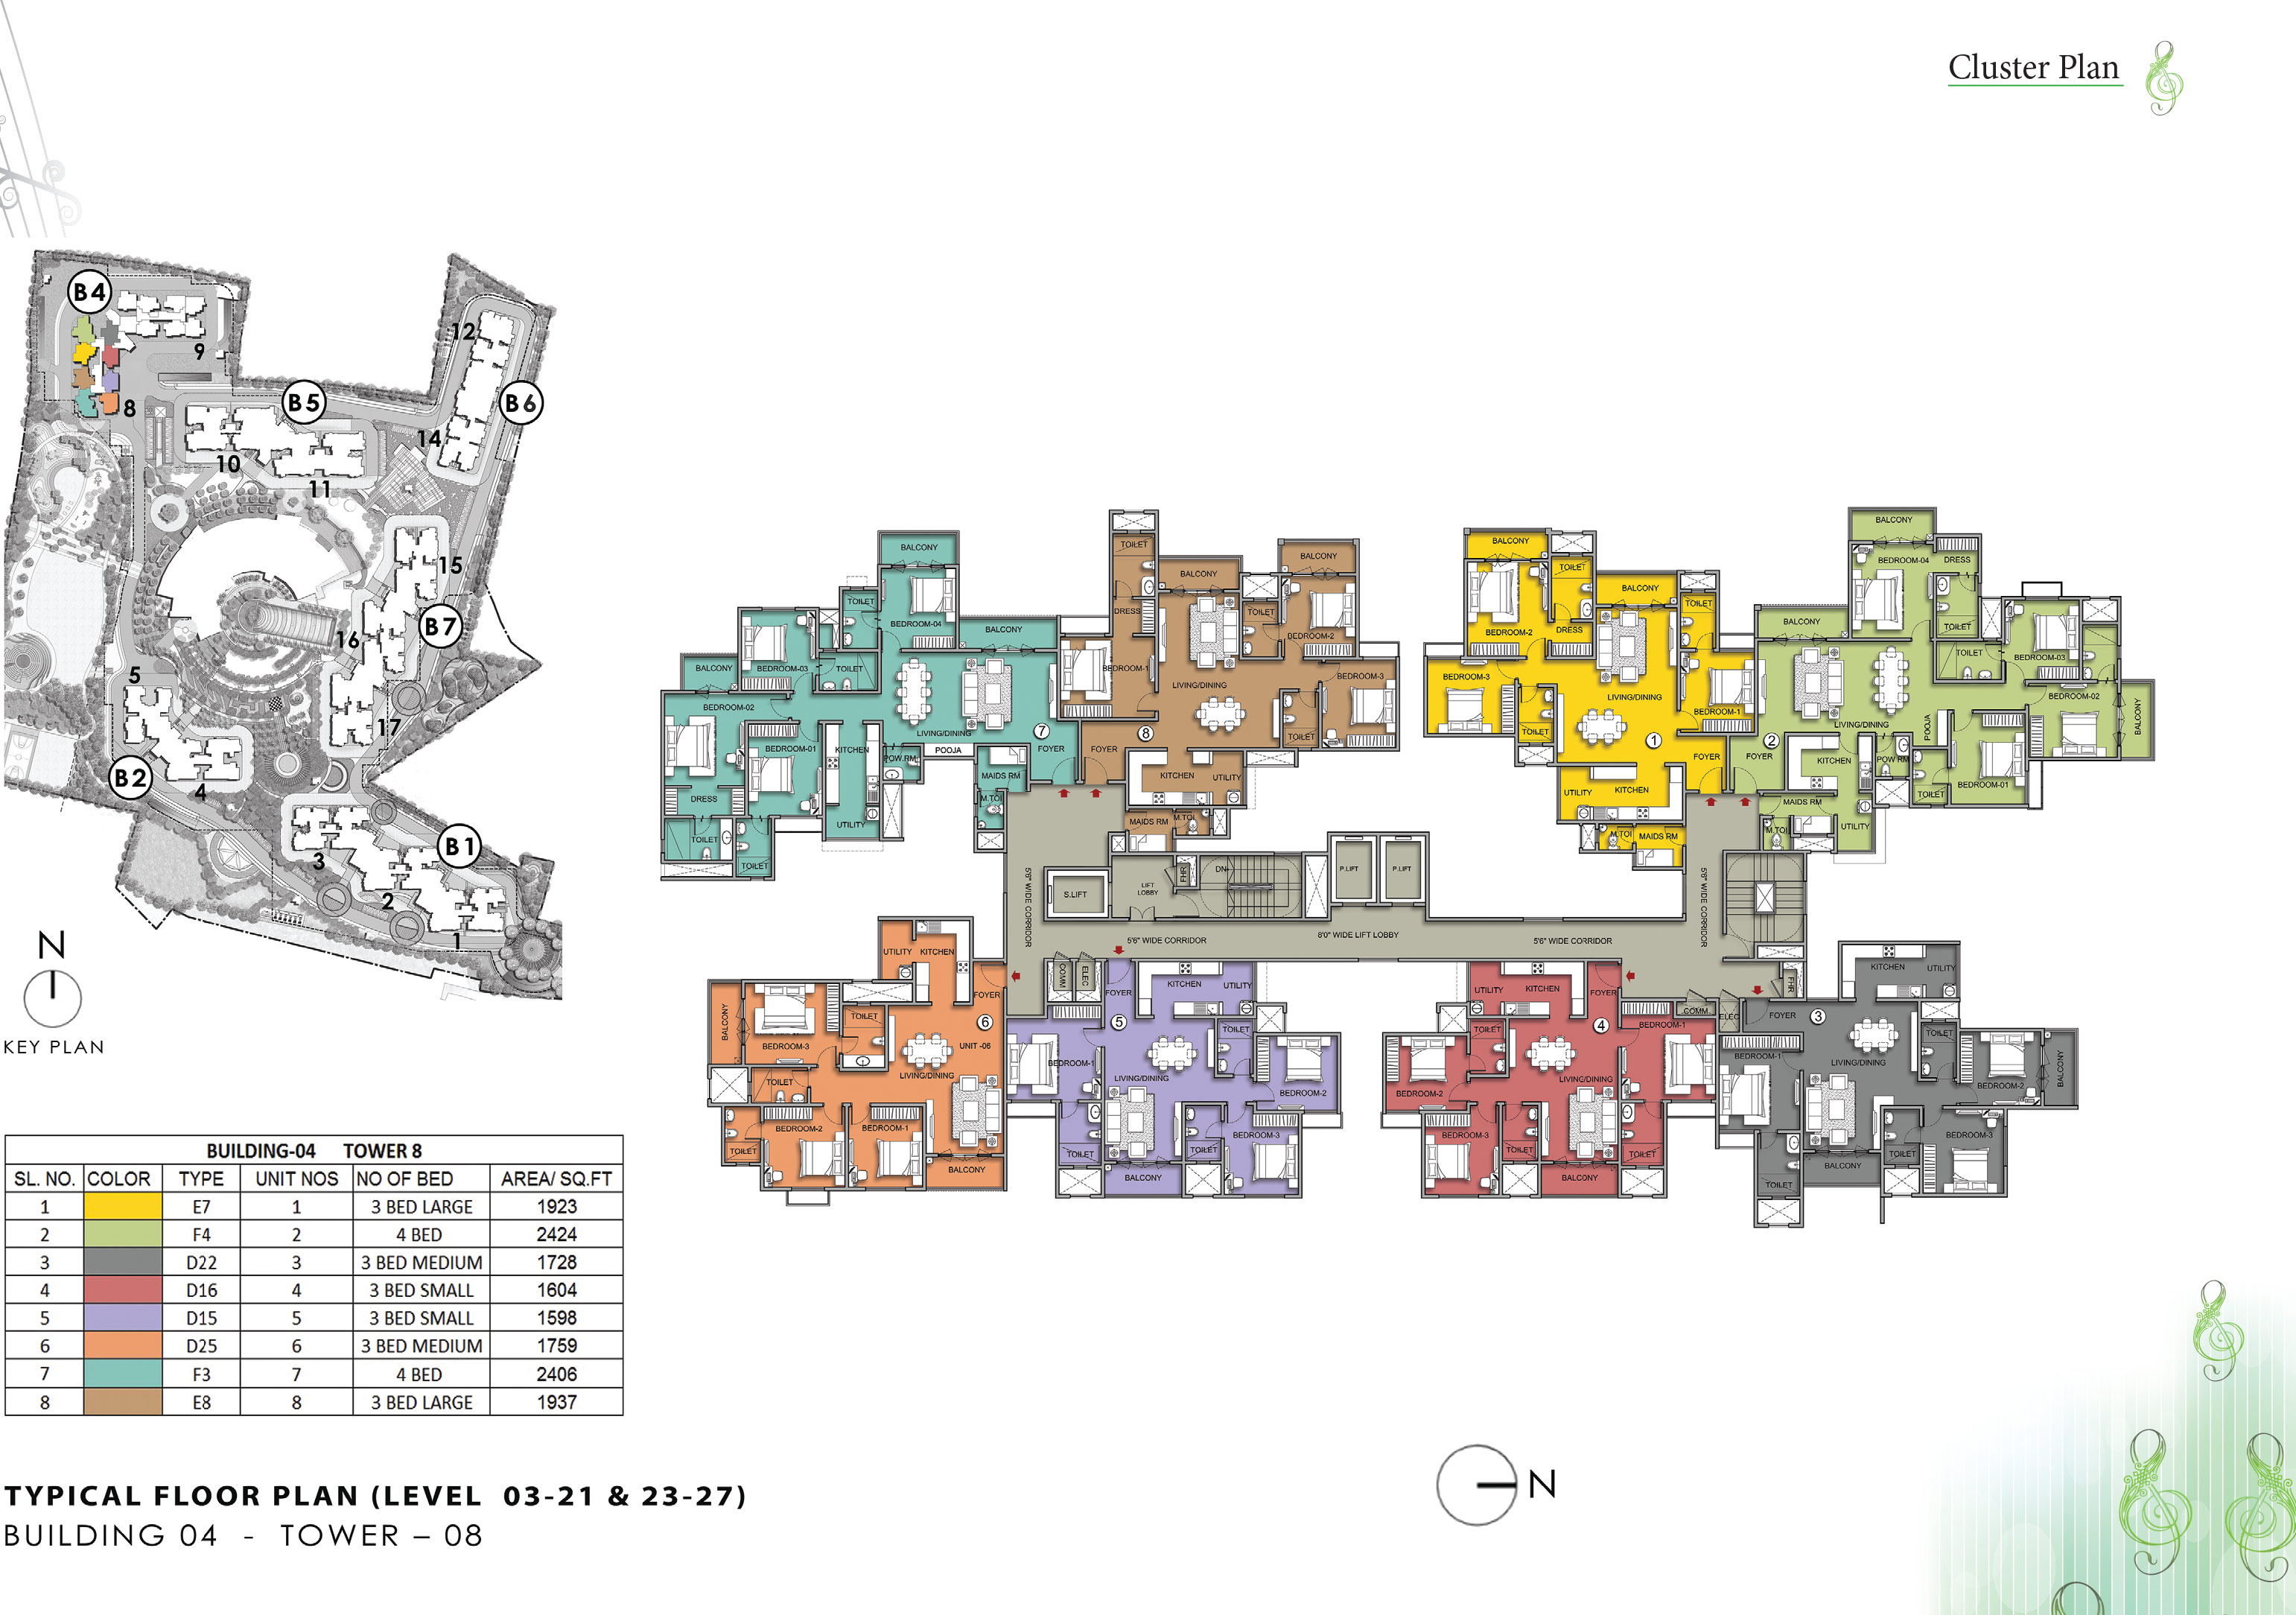 Cluster Plan
B4
12
9
B5
B6
8
14
10
11
15
B7
16
5
17
B2
4
B1
3
2
1
N
KEY PLAN
BALCONY
TOILET
BEDROOM-04
BALCONY
BALCONY
BEDROOM-03
TOILET
BEDROOM-02
LIVING/DINING
7
FOYER
BEDROOM-01
KITCHEN
POW.RM
POOJA
MAIDS RM
M.TOI
DRESS
UTILITY
TOILET
TOILET
TOILET
BALCONY
BALCONY
DRESS
TOILET
BEDROOM-2
BEDROOM-1
LIVING/DINING
BEDROOM-3
8
TOILET
FOYER
KITCHEN
UTILITY
MAIDS RM
M.TOI
BALCONY
TOILET
BALCONY
TOILET
BEDROOM-2
DRESS
BEDROOM-3
LIVING/DINING
BEDROOM-1
TOILET
1
FOYER
UTILITY
KITCHEN
M.TOI
MAIDS RM
BALCONY
BEDROOM-04
DRESS
BALCONY
TOILET
TOILET
BEDROOM-03
BEDROOM-02
BALCONY
LIVING/DINING
POOJA
2
FOYER
KITCHEN
POW RM
BEDROOM-01
TOILET
MAIDS RM
M.TOI
UTILITY
5'6" WIDE CORRIDOR
S.LIFT
LIFT
LOBBY
FHR
DN
P.LIFT
P.LIFT
5'6" WIDE CORRIDOR
5'6" WIDE CORRIDOR
8'0" WIDE LIFT LOBBY
5'6" WIDE CORRIDOR
COMM
ELEC
COMM
ELEC
FHR
UTILITY
KITCHEN
FOYER
BALCONY
TOILET
6
BEDROOM-3
UNIT -06
LIVING/DINING
TOILET
BEDROOM-2
BEDROOM-1
TOILET
BALCONY
FOYER
KITCHEN
UTILITY
5
TOILET
BEDROOM-1
LIVING/DINING
BEDROOM-2
BEDROOM-3
TOILET
TOILET
BALCONY
UTILITY
KITCHEN
FOYER
TOILET
4
BEDROOM-1
LIVING/DINING
BEDROOM-2
BEDROOM-3
TOILET
TOILET
BALCONY
KITCHEN
UTILITY
FOYER
3
TOILET
BEDROOM-1
LIVING/DINING
BEDROOM-2
BALCONY
BEDROOM-3
TOILET
BALCONY
TOILET
BUILDING-04 TOWER 8
SL. NO. COLOR TYPE UNIT NOS NO OF BED AREA/ SQ.FT
1 E7 1 3 BED LARGE 1923
2 F4 2 4 BED 2424
3 D22 3 3 BED MEDIUM 1728
4 D16 4 3 BED SMALL 1604
5 D15 5 3 BED SMALL 1598
6 D25 6 3 BED MEDIUM 1759
7 F3 7 4 BED 2406
8 E8 8 3 BED LARGE 1937
N
TYPICAL FLOOR PLAN (LEVEL 03-21 & 23-27)
BUILDING 04 - TOWER – 08